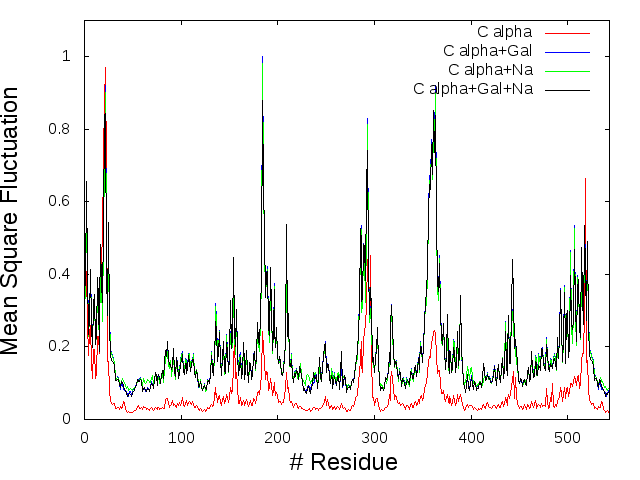 C alpha
C alpha+Gal
C alpha+Na
C alpha+Gal+Na
Mean Square Fluctuation
1
0.8
0.6
0.4
0.2
0
0 100 200 300 400 500
# Residue